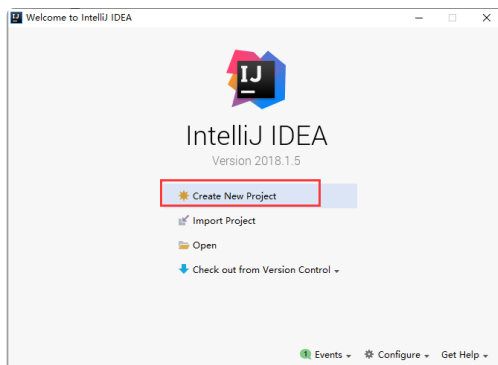 Welcome to IntelliJ IDEA
IJ
IntelliJ IDEA
Version 2018.1.5
Create New Project
Import Project
Open
Check out from Version Control
1 Events Configure Get Help